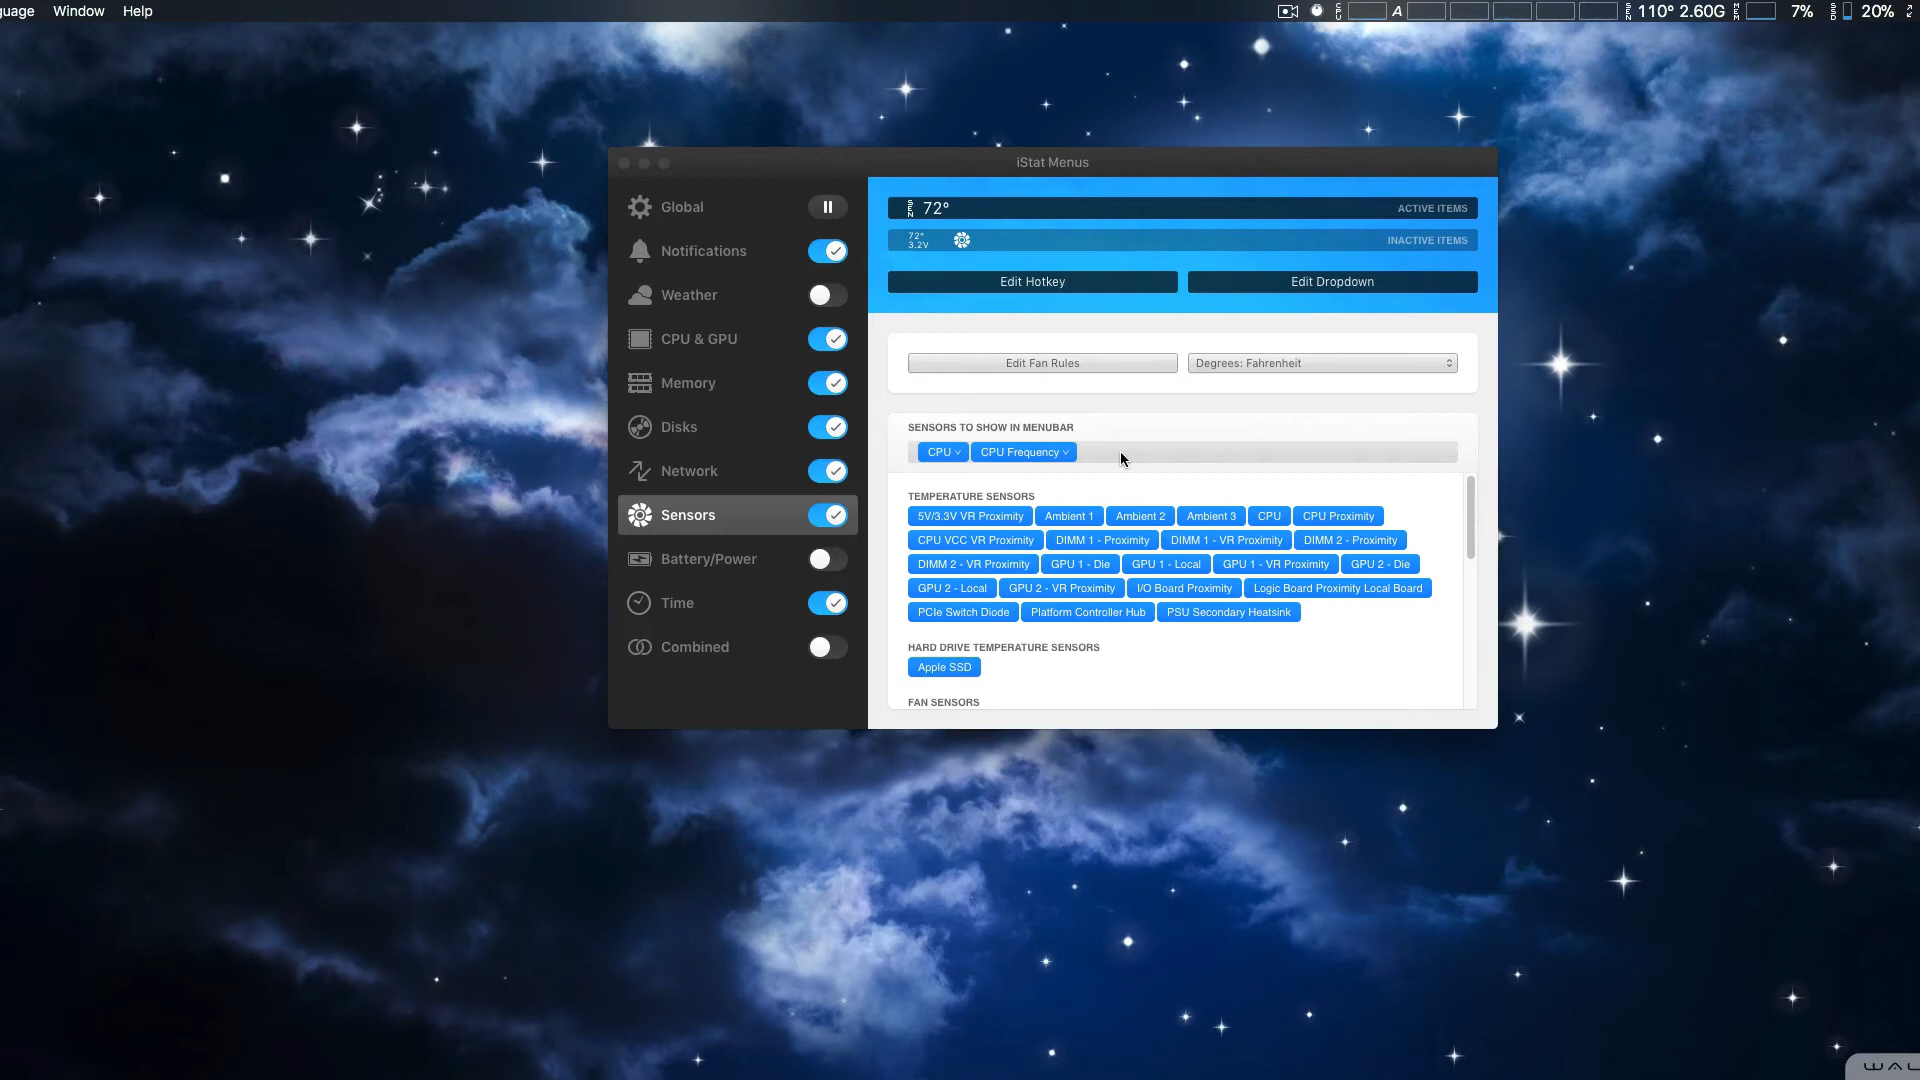 guage Window Help
CPU A SEN 110° 2.60G MEM 7% SSD 20%
iStat Menus
Global
Notifications
Weather
CPU & GPU
Memory
Disks
Network
Sensors
Battery/Power
Time
Combined
SEN 72° ACTIVE ITEMS
72°
3.2V
INACTIVE ITEMS
Edit Hotkey Edit Dropdown
Edit Fan Rules Degrees: Fahrenheit
SENSORS TO SHOW IN MENUBAR
CPU CPU Frequency
TEMPERATURE SENSORS
5V/3.3V VR Proximity Ambient 1 Ambient 2 Ambient 3 CPU CPU Proximity
CPU VCC VR Proximity DIMM 1 - Proximity DIMM 1 - VR Proximity DIMM 2 - Proximity
DIMM 2 - VR Proximity GPU 1 - Die GPU 1 - Local GPU 1 - VR Proximity GPU 2 - Die
GPU 2 - Local GPU 2 - VR Proximity I/O Board Proximity Logic Board Proximity Local Board
PCIe Switch Diode Platform Controller Hub PSU Secondary Heatsink
HARD DRIVE TEMPERATURE SENSORS
Apple SSD
FAN SENSORS